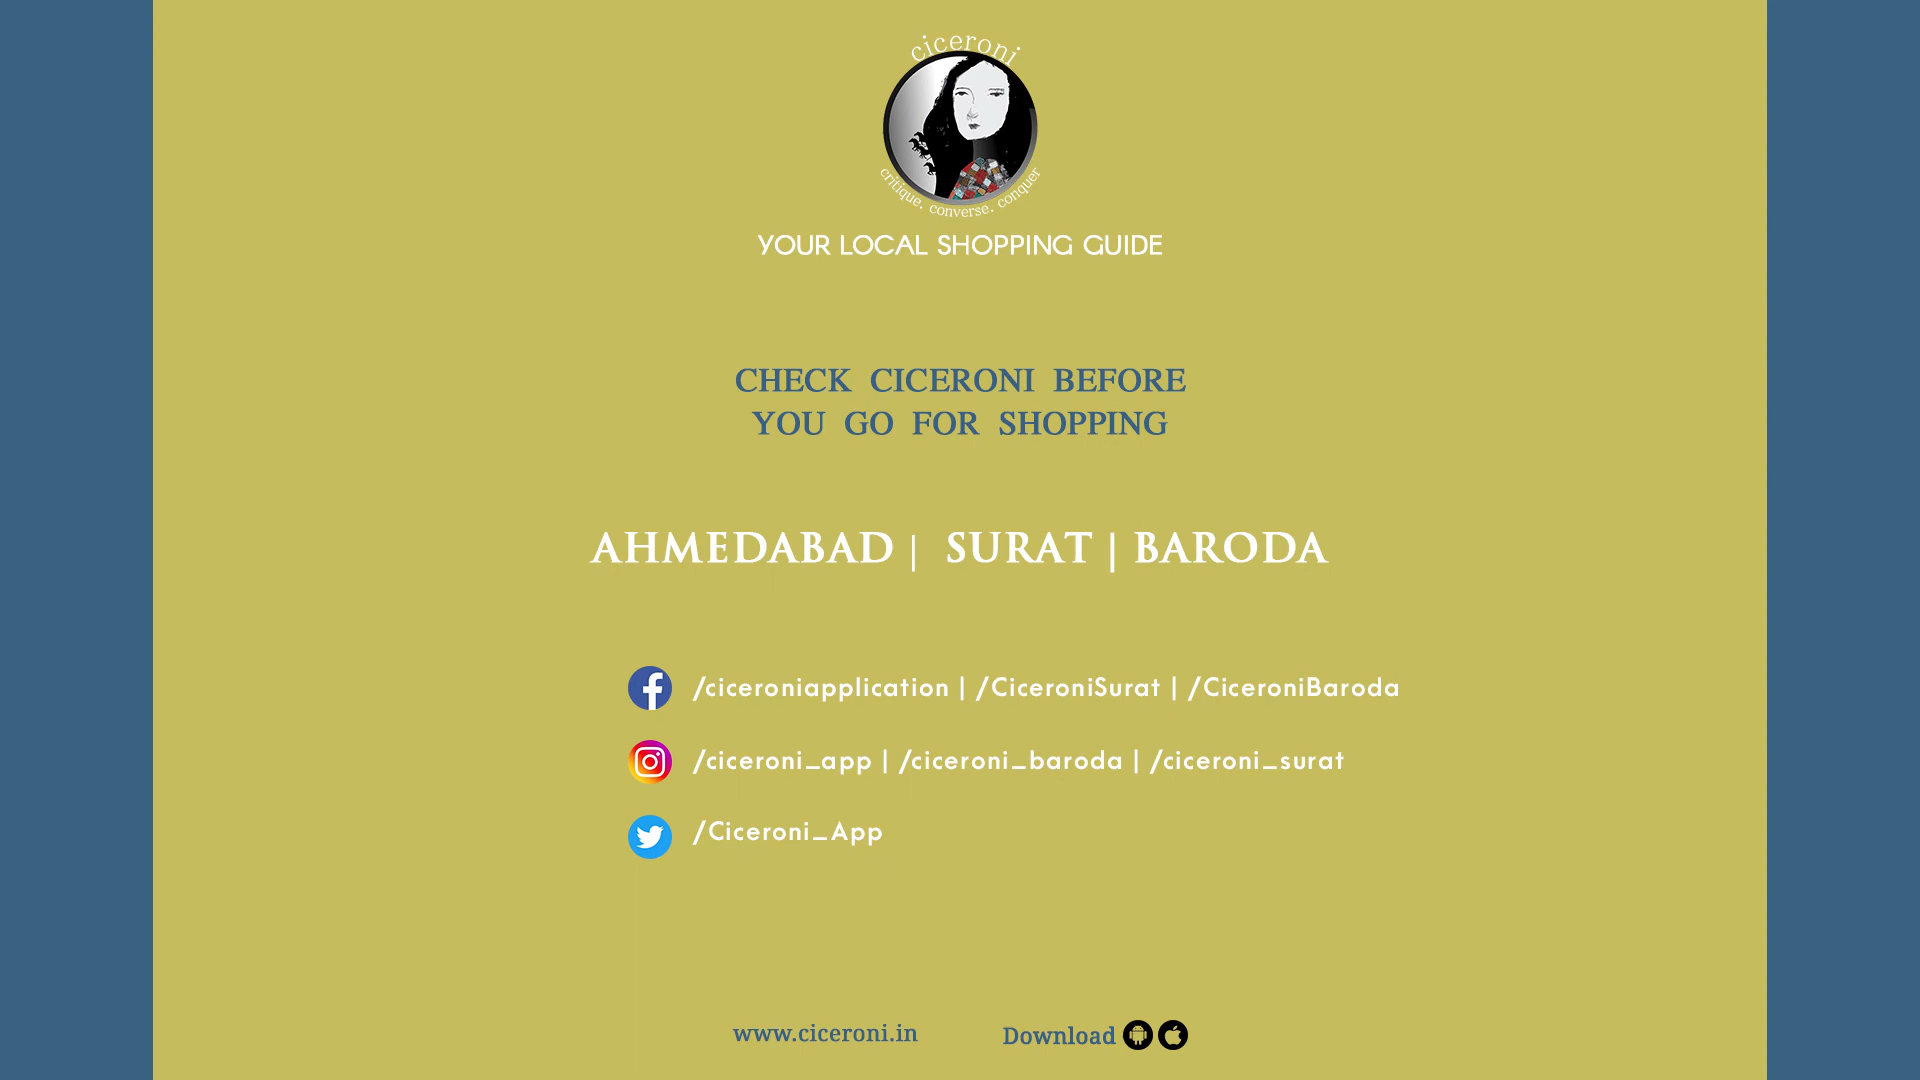 ciceroni
critique. converse. conquer
YOUR LOCAL SHOPPING GUIDE
CHECK CICERONI BEFORE
YOU GO FOR SHOPPING
AHMEDABAD | SURAT | BARODA
/ciceroniapplication | /CiceroniSurat | /CiceroniBaroda
/ciceroni_app | /ciceroni_baroda | /ciceroni_surat
/Ciceroni_App
www.ciceroni.in
Download